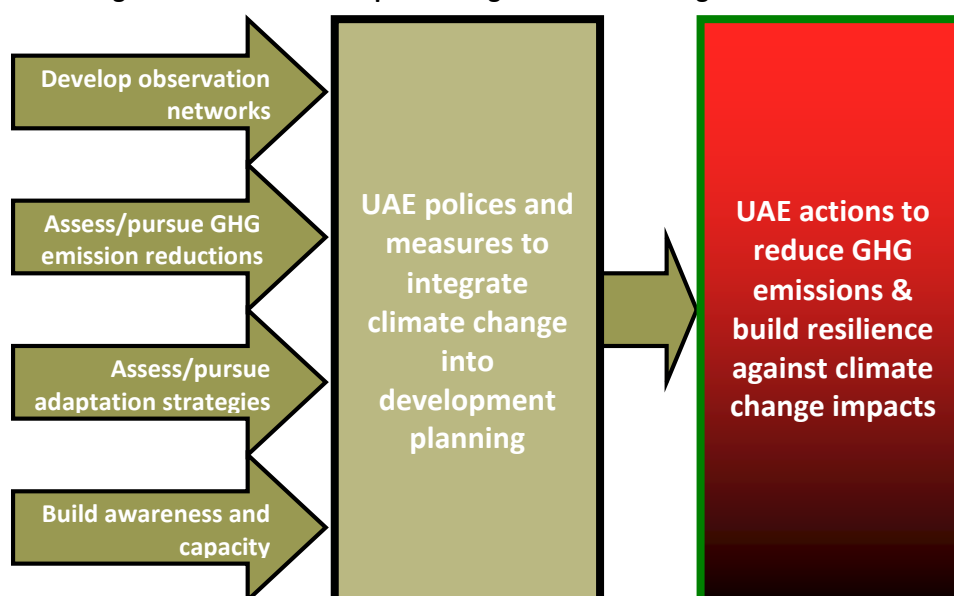 Develop observation
networks
Assess/pursue GHG
emission reductions
Assess/pursue
adaptation strategies
Build awareness and
capacity
UAE polices and
measures to
integrate
climate change
into
development
planning
UAE actions to
reduce GHG
emissions &
build resilience
against climate
change impacts